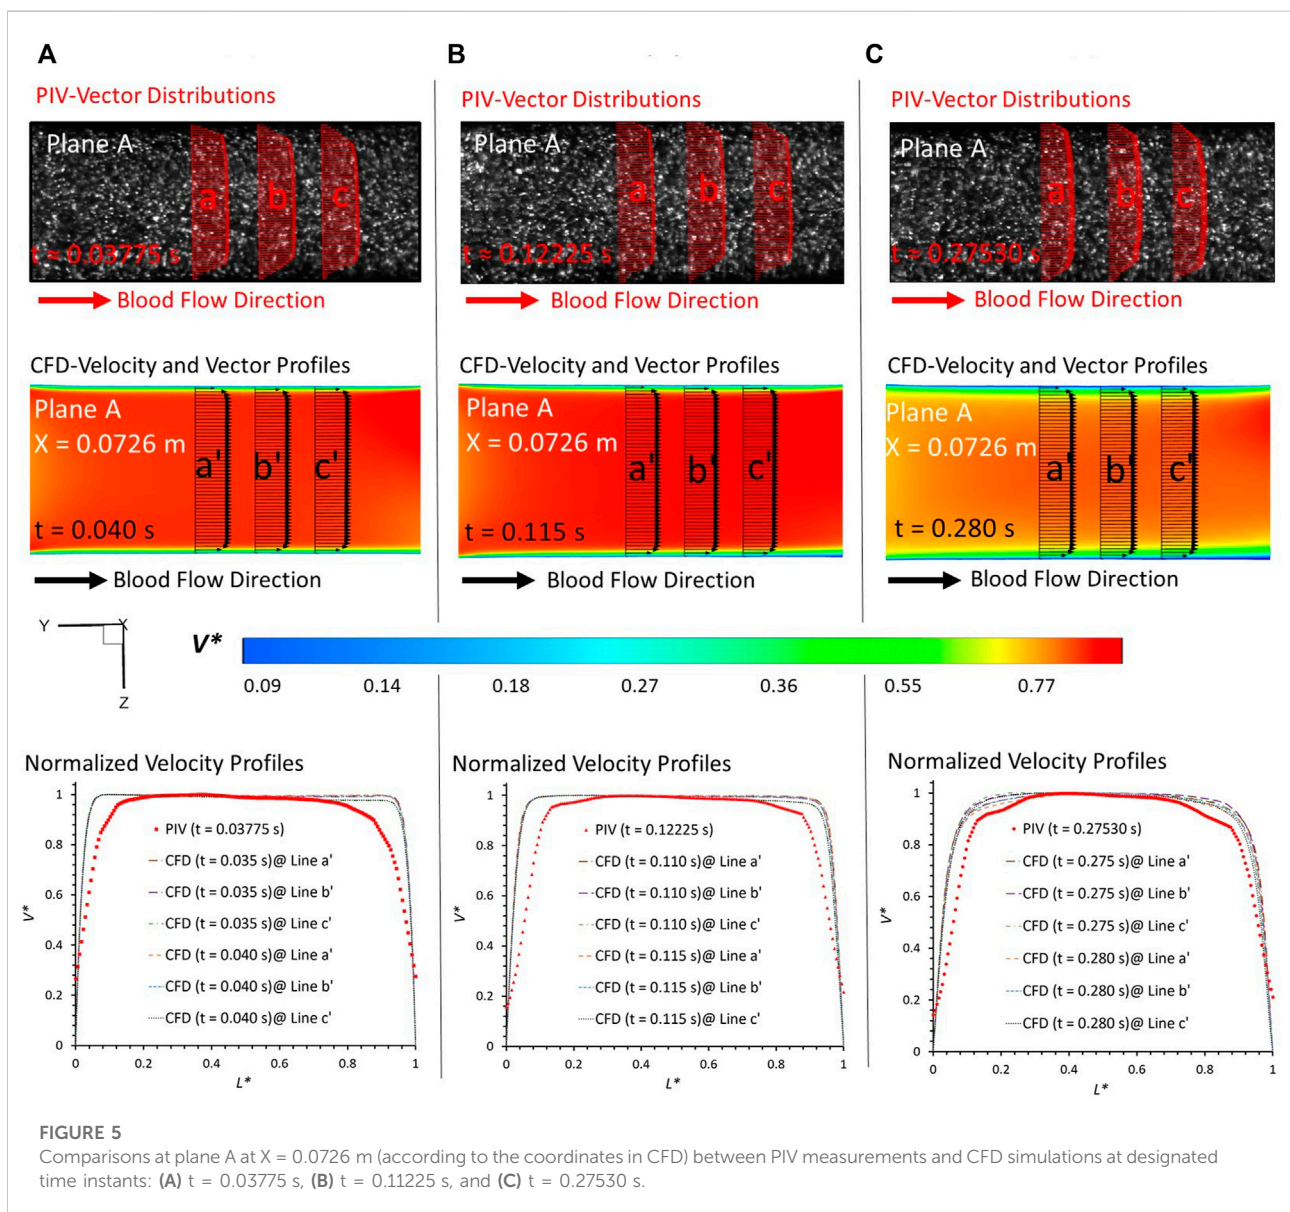 A
PIV-Vector Distributions
Plane A
a b c
t ≈ 0.03775 s
Blood Flow Direction
CFD-Velocity and Vector Profiles
Plane A
X = 0.0726 m
a' b' c'
t = 0.040 s
Blood Flow Direction
B
PIV-Vector Distributions
Plane A
a b c
t ≈ 0.12225 s
Blood Flow Direction
CFD-Velocity and Vector Profiles
Plane A
X = 0.0726 m
a' b' c'
t = 0.115 s
Blood Flow Direction
C
PIV-Vector Distributions
Plane A
a b c
t ≈ 0.27530 s
Blood Flow Direction
CFD-Velocity and Vector Profiles
Plane A
X = 0.0726 m
a' b' c'
t = 0.280 s
Blood Flow Direction
Y X
Z
V*
0.09 0.14 0.18 0.27 0.36 0.55 0.77
Normalized Velocity Profiles
1
0.8
0.6
0.4
0.2
0
V*
PIV (t = 0.03775 s)
CFD (t = 0.035 s)@ Line a'
CFD (t = 0.035 s)@ Line b'
CFD (t = 0.035 s)@ Line c'
CFD (t = 0.040 s)@ Line a'
CFD (t = 0.040 s)@ Line b'
CFD (t = 0.040 s)@ Line c'
0 0.2 0.4 0.6 0.8 1
L*
Normalized Velocity Profiles
1
0.8
0.6
0.4
0.2
0
PIV (t = 0.12225 s)
CFD (t = 0.110 s)@ Line a'
CFD (t = 0.110 s)@ Line b'
CFD (t = 0.110 s)@ Line c'
CFD (t = 0.115 s)@ Line a'
CFD (t = 0.115 s)@ Line b'
CFD (t = 0.115 s)@ Line c'
0 0.2 0.4 0.6 0.8 1
L*
Normalized Velocity Profiles
1
0.8
0.6
0.4
0.2
0
V*
PIV (t = 0.27530 s)
CFD (t = 0.275 s)@ Line a'
CFD (t = 0.275 s)@ Line b'
CFD (t = 0.275 s)@ Line c'
CFD (t = 0.280 s)@ Line a'
CFD (t = 0.280 s)@ Line b'
CFD (t = 0.280 s)@ Line c'
0 0.2 0.4 0.6 0.8 1
L*
FIGURE 5
Comparisons at plane A at X = 0.0726 m (according to the coordinates in CFD) between PIV measurements and CFD simulations at designated
time instants: (A) t = 0.03775 s, (B) t = 0.11225 s, and (C) t = 0.27530 s.